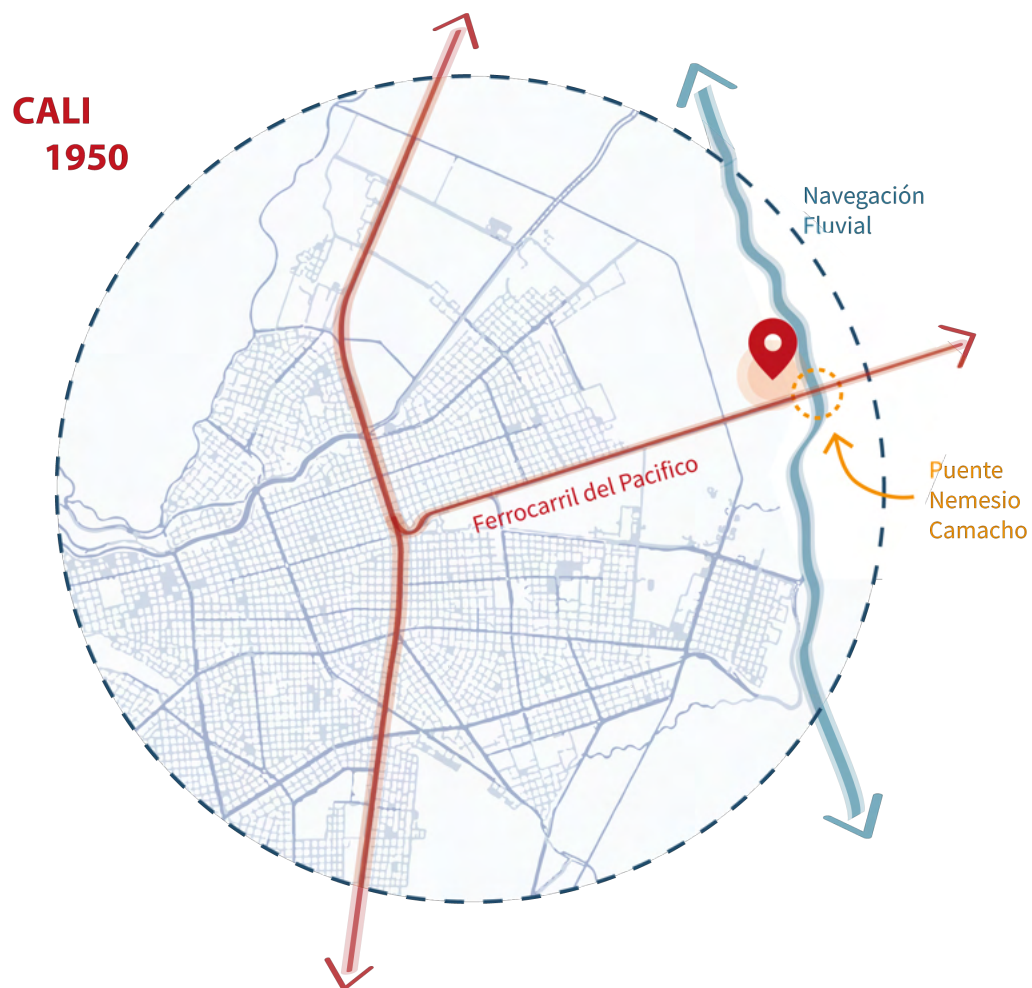 CALI
1950
Navegación
Fluvial
Ferrocarril del Pacifico
Puente
Nemesio
Camacho